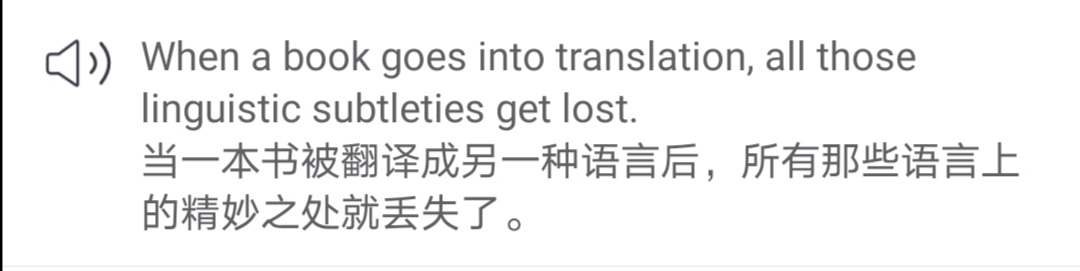 When a book goes into translation, all those
linguistic subtleties get lost.
当一本书被翻译成另一种语言后，所有那些语言上
的精妙之处就丢失了。